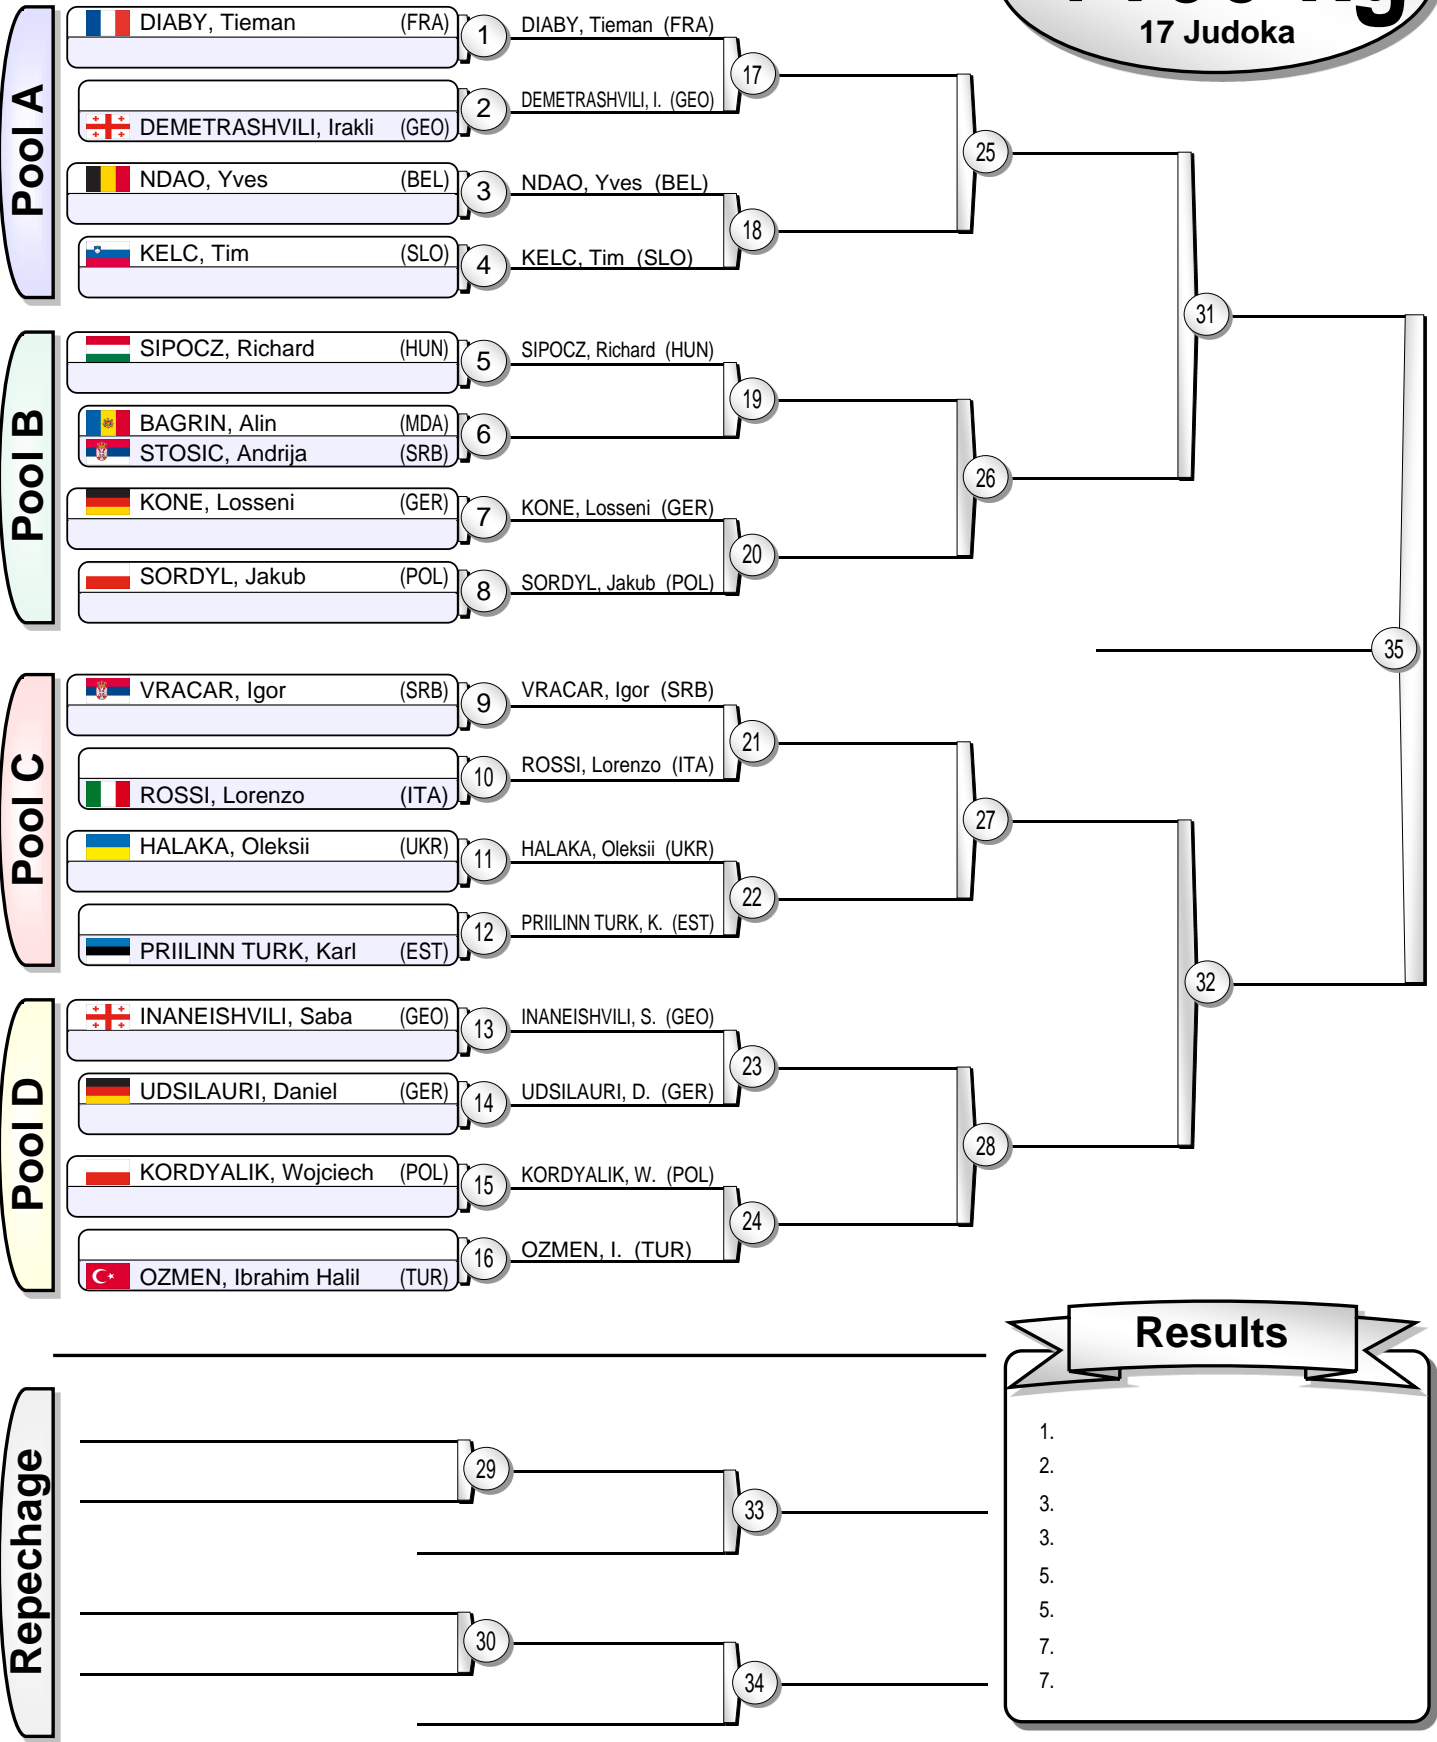 17 Judoka
Pool A
DIABY, Tieman (FRA) 1 DIABY, Tieman (FRA)
17
2 DEMETRASHVILI, I. (GEO)
DEMETRASHVILI, Irakli (GEO)
25
NDAO, Yves (BEL) 3 NDAO, Yves (BEL)
18
KELC, Tim (SLO) 4 KELC, Tim (SLO)
31
Pool B
SIPOCZ, Richard (HUN) 5 SIPOCZ, Richard (HUN)
19
BAGRIN, Alin (MDA)
6
STOSIC, Andrija (SRB)
26
KONE, Losseni (GER) 7 KONE, Losseni (GER)
20
SORDYL, Jakub (POL) 8 SORDYL, Jakub (POL)
35
Pool C
VRACAR, Igor (SRB) 9 VRACAR, Igor (SRB)
21
10 ROSSI, Lorenzo (ITA)
ROSSI, Lorenzo (ITA)
27
HALAKA, Oleksii (UKR) 11 HALAKA, Oleksii (UKR)
22
12 PRIILINN TURK, K. (EST)
PRIILINN TURK, Karl (EST)
32
Pool D
INANEISHVILI, Saba (GEO) 13 INANEISHVILI, S. (GEO)
23
UDSILAURI, Daniel (GER) 14 UDSILAURI, D. (GER)
28
KORDYALIK, Wojciech (POL) 15 KORDYALIK, W. (POL)
24
16 OZMEN, I. (TUR)
OZMEN, Ibrahim Halil (TUR)
Repechage
29
33
30
34
Results
1.
2.
3.
3.
5.
5.
7.
7.